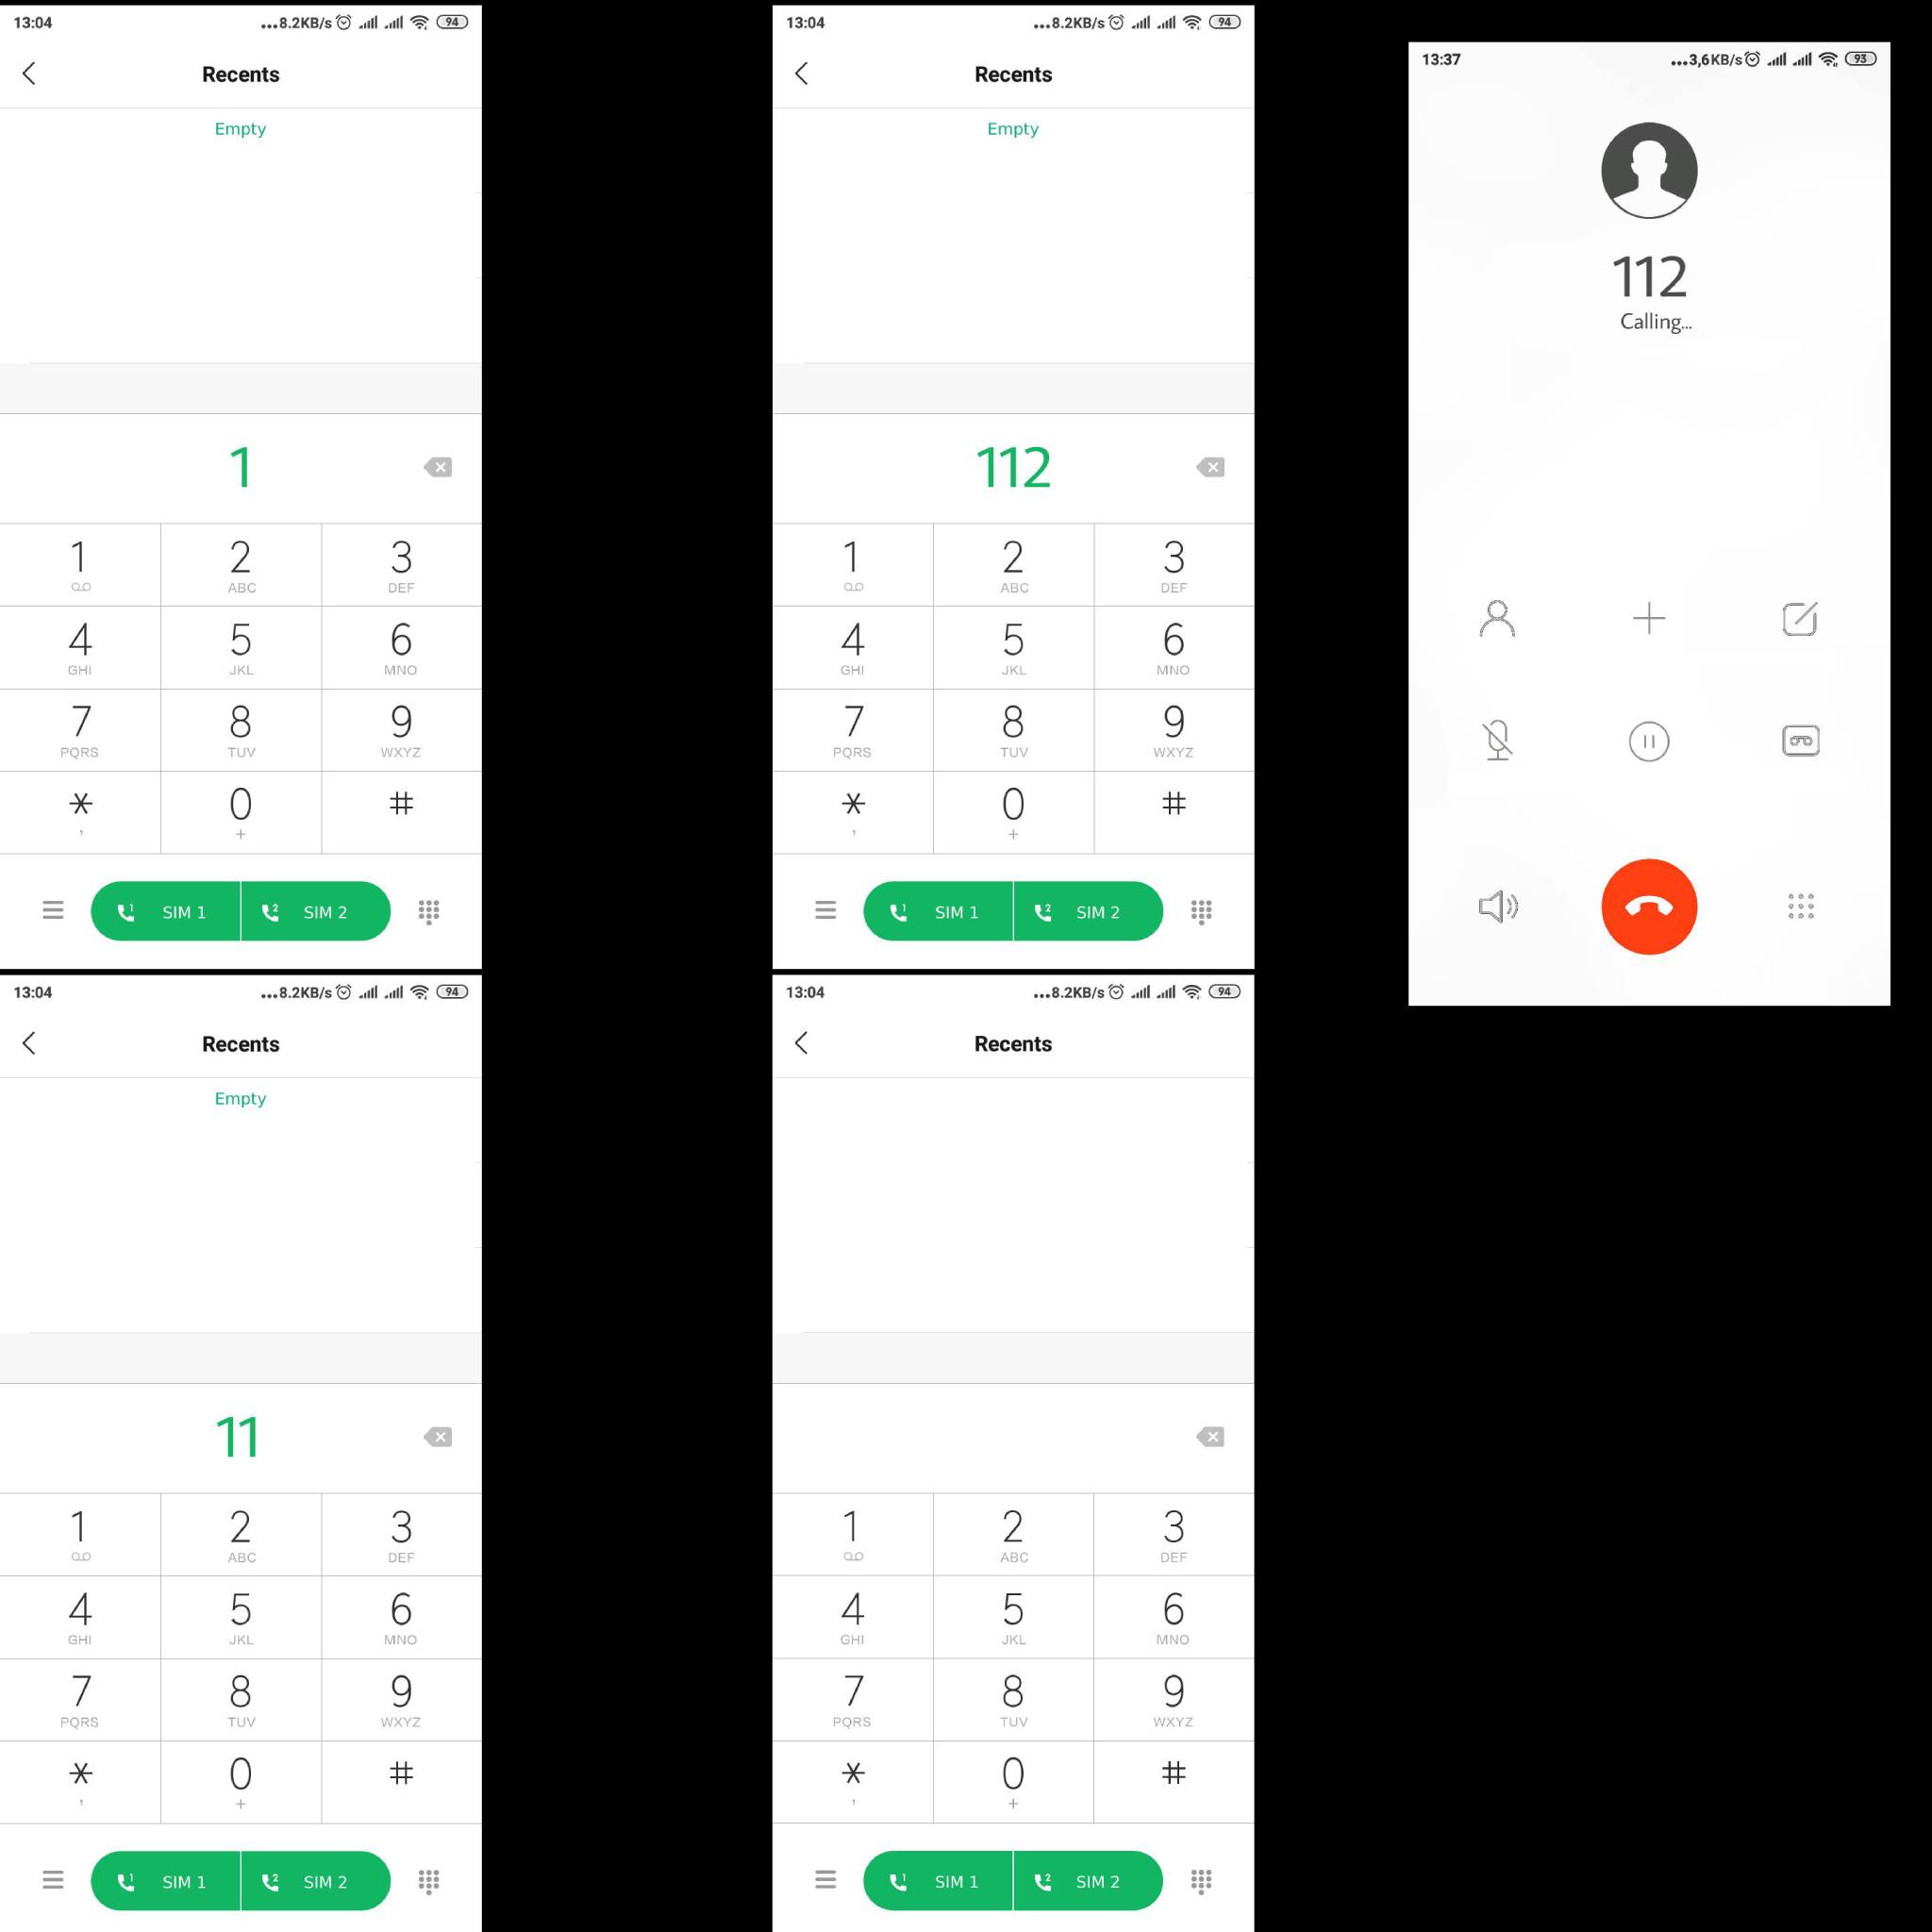 13:04 ...8.2KB/s 94
Recents
Empty
1
1 2 3
ABC DEF
4 5 6
GHI JKL MNO
7 8 9
PQRS TUV WXYZ
* 0 #
, +
SIM 1 SIM 2
13:04 ...8.2KB/s 94
Recents
Empty
112
1 2 3
ABC DEF
4 5 6
GHI JKL MNO
7 8 9
PQRS TUV WXYZ
* 0 #
, +
SIM 1 SIM 2
13:37 ...3,6KB/s 93
112
Calling...
13:04 ...8.2KB/s 94
Recents
Empty
11
1 2 3
ABC DEF
4 5 6
GHI JKL MNO
7 8 9
PQRS TUV WXYZ
* 0 #
, +
SIM 1 SIM 2
13:04 ...8.2KB/s 94
Recents
1 2 3
ABC DEF
4 5 6
GHI JKL MNO
7 8 9
PQRS TUV WXYZ
* 0 #
, +
SIM 1 SIM 2